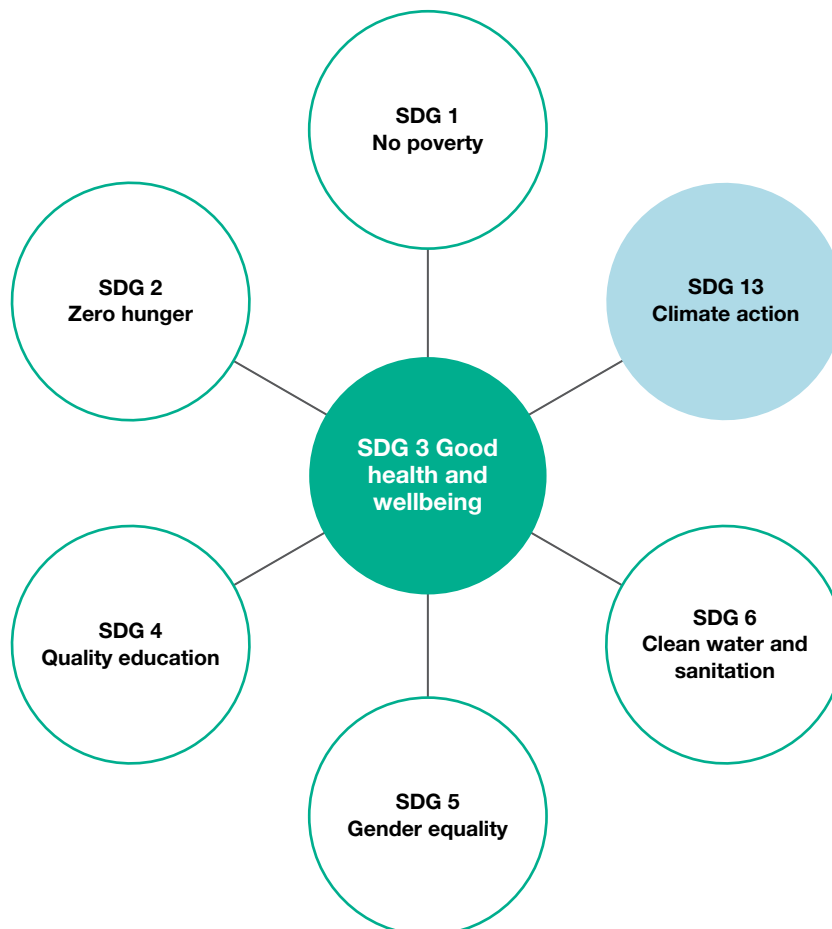 SDG 1
No poverty
SDG 2
Zero hunger
SDG 13
Climate action
SDG 3 Good
health and
wellbeing
SDG 4
Quality education
SDG 6
Clean water and
sanitation
SDG 5
Gender equality